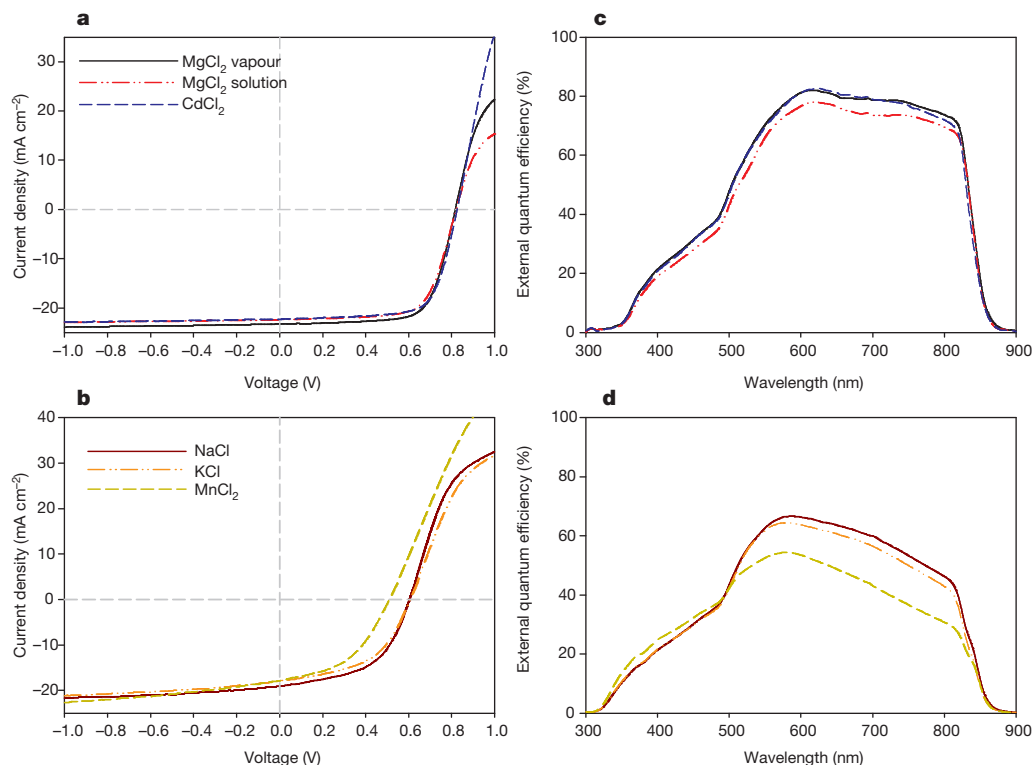 a
Current density (mA cm⁻²)
30
20
10
0
−10
−20
MgCl₂ vapour
MgCl₂ solution
CdCl₂
−1.0 −0.8 −0.6 −0.4 −0.2 0.0 0.2 0.4 0.6 0.8 1.0
Voltage (V)
c
External quantum efficiency (%)
100
80
60
40
20
0
300 400 500 600 700 800 900
Wavelength (nm)
b
Current density (mA cm⁻²)
40
30
20
10
0
−10
−20
NaCl
KCl
MnCl₂
−1.0 −0.8 −0.6 −0.4 −0.2 0.0 0.2 0.4 0.6 0.8 1.0
Voltage (V)
d
External quantum efficiency (%)
100
80
60
40
20
0
300 400 500 600 700 800 900
Wavelength (nm)